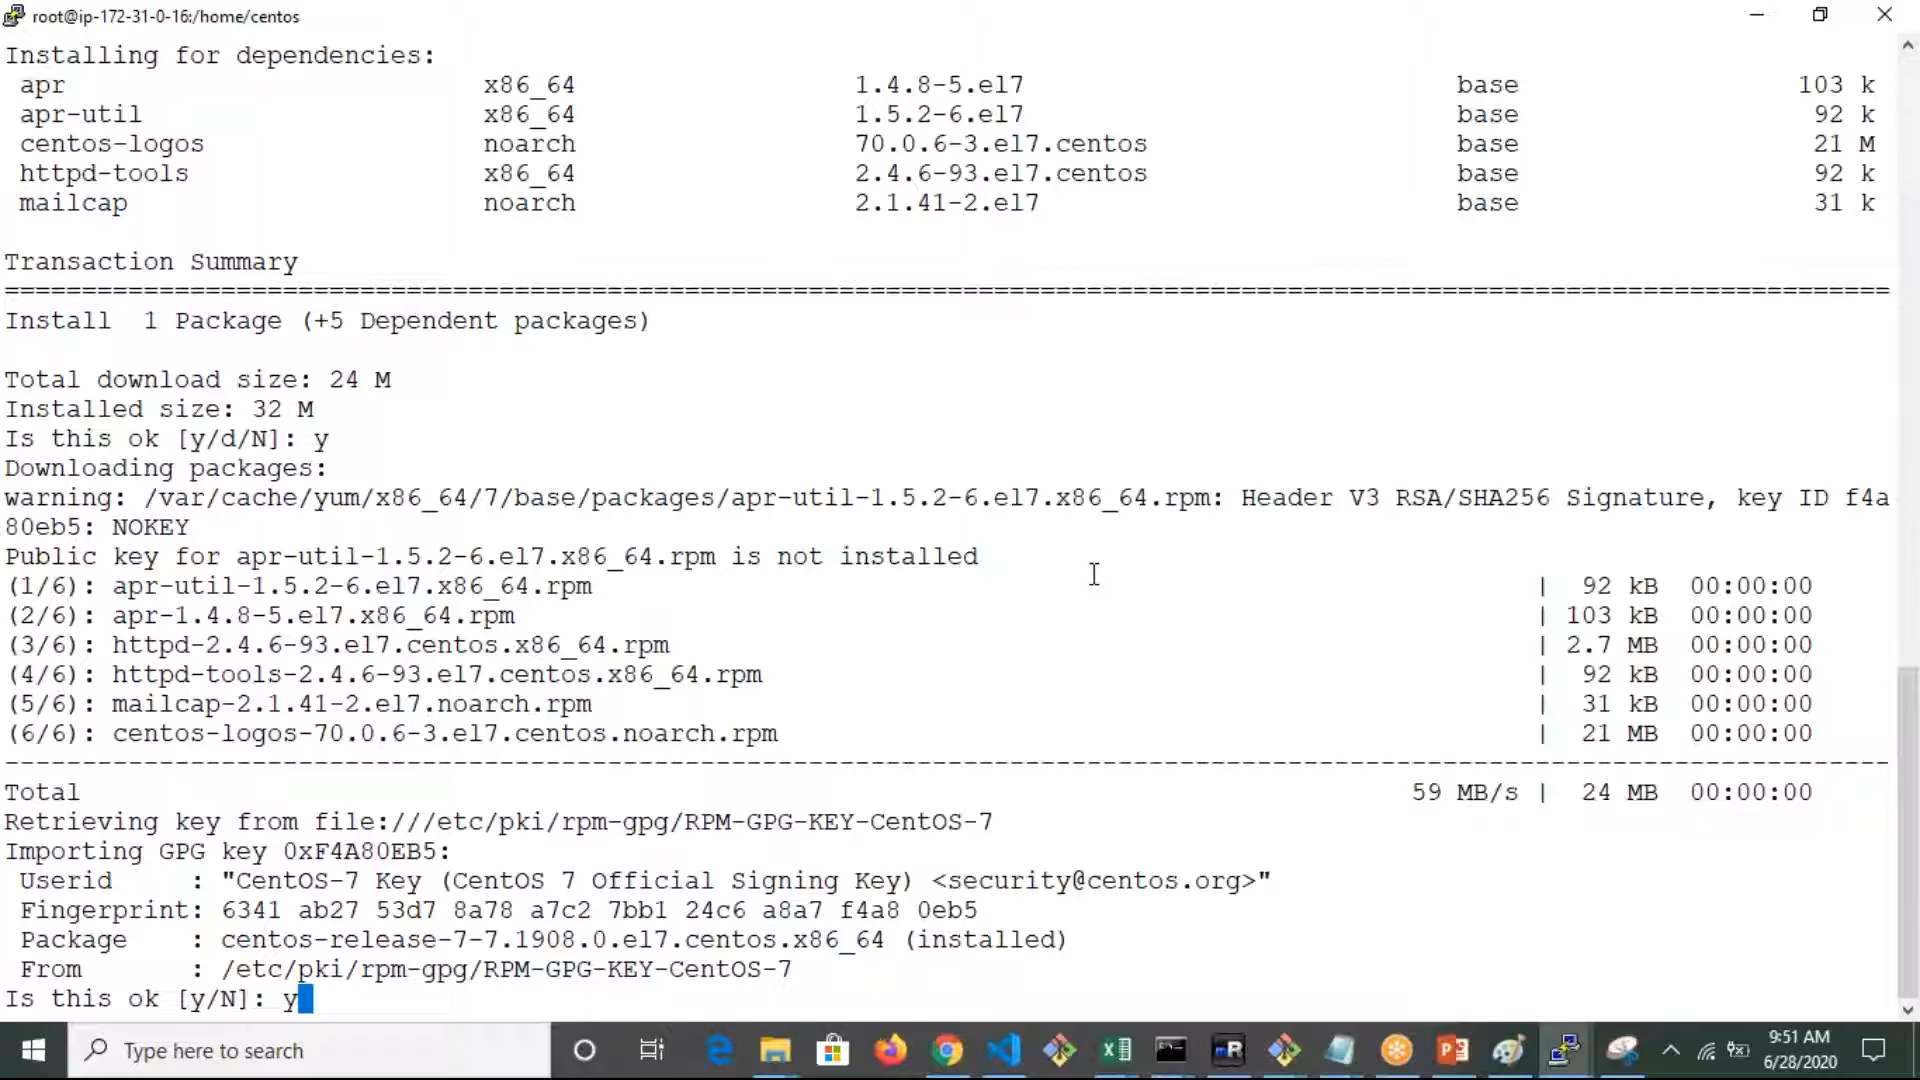 root@ip-172-31-0-16:/home/centos
Installing for dependencies:
apr x86_64 1.4.8-5.el7 base 103 k
apr-util x86_64 1.5.2-6.el7 base 92 k
centos-logos noarch 70.0.6-3.el7.centos base 21 M
httpd-tools x86_64 2.4.6-93.el7.centos base 92 k
mailcap noarch 2.1.41-2.el7 base 31 k
Transaction Summary
================================================================================
Install 1 Package (+5 Dependent packages)
Total download size: 24 M
Installed size: 32 M
Is this ok [y/d/N]: y
Downloading packages:
warning: /var/cache/yum/x86_64/7/base/packages/apr-util-1.5.2-6.el7.x86_64.rpm: Header V3 RSA/SHA256 Signature, key ID f4a
80eb5: NOKEY
Public key for apr-util-1.5.2-6.el7.x86_64.rpm is not installed
(1/6): apr-util-1.5.2-6.el7.x86_64.rpm | 92 kB 00:00:00
(2/6): apr-1.4.8-5.el7.x86_64.rpm | 103 kB 00:00:00
(3/6): httpd-2.4.6-93.el7.centos.x86_64.rpm | 2.7 MB 00:00:00
(4/6): httpd-tools-2.4.6-93.el7.centos.x86_64.rpm | 92 kB 00:00:00
(5/6): mailcap-2.1.41-2.el7.noarch.rpm | 31 kB 00:00:00
(6/6): centos-logos-70.0.6-3.el7.centos.noarch.rpm | 21 MB 00:00:00
--------------------------------------------------------------------------------
Total 59 MB/s | 24 MB 00:00:00
Retrieving key from file:///etc/pki/rpm-gpg/RPM-GPG-KEY-CentOS-7
Importing GPG key 0xF4A80EB5:
Userid : "CentOS-7 Key (CentOS 7 Official Signing Key) <security@centos.org>"
Fingerprint: 6341 ab27 53d7 8a78 a7c2 7bb1 24c6 a8a7 f4a8 0eb5
Package : centos-release-7-7.1908.0.el7.centos.x86_64 (installed)
From : /etc/pki/rpm-gpg/RPM-GPG-KEY-CentOS-7
Is this ok [y/N]: y
Type here to search
9:51 AM
6/28/2020